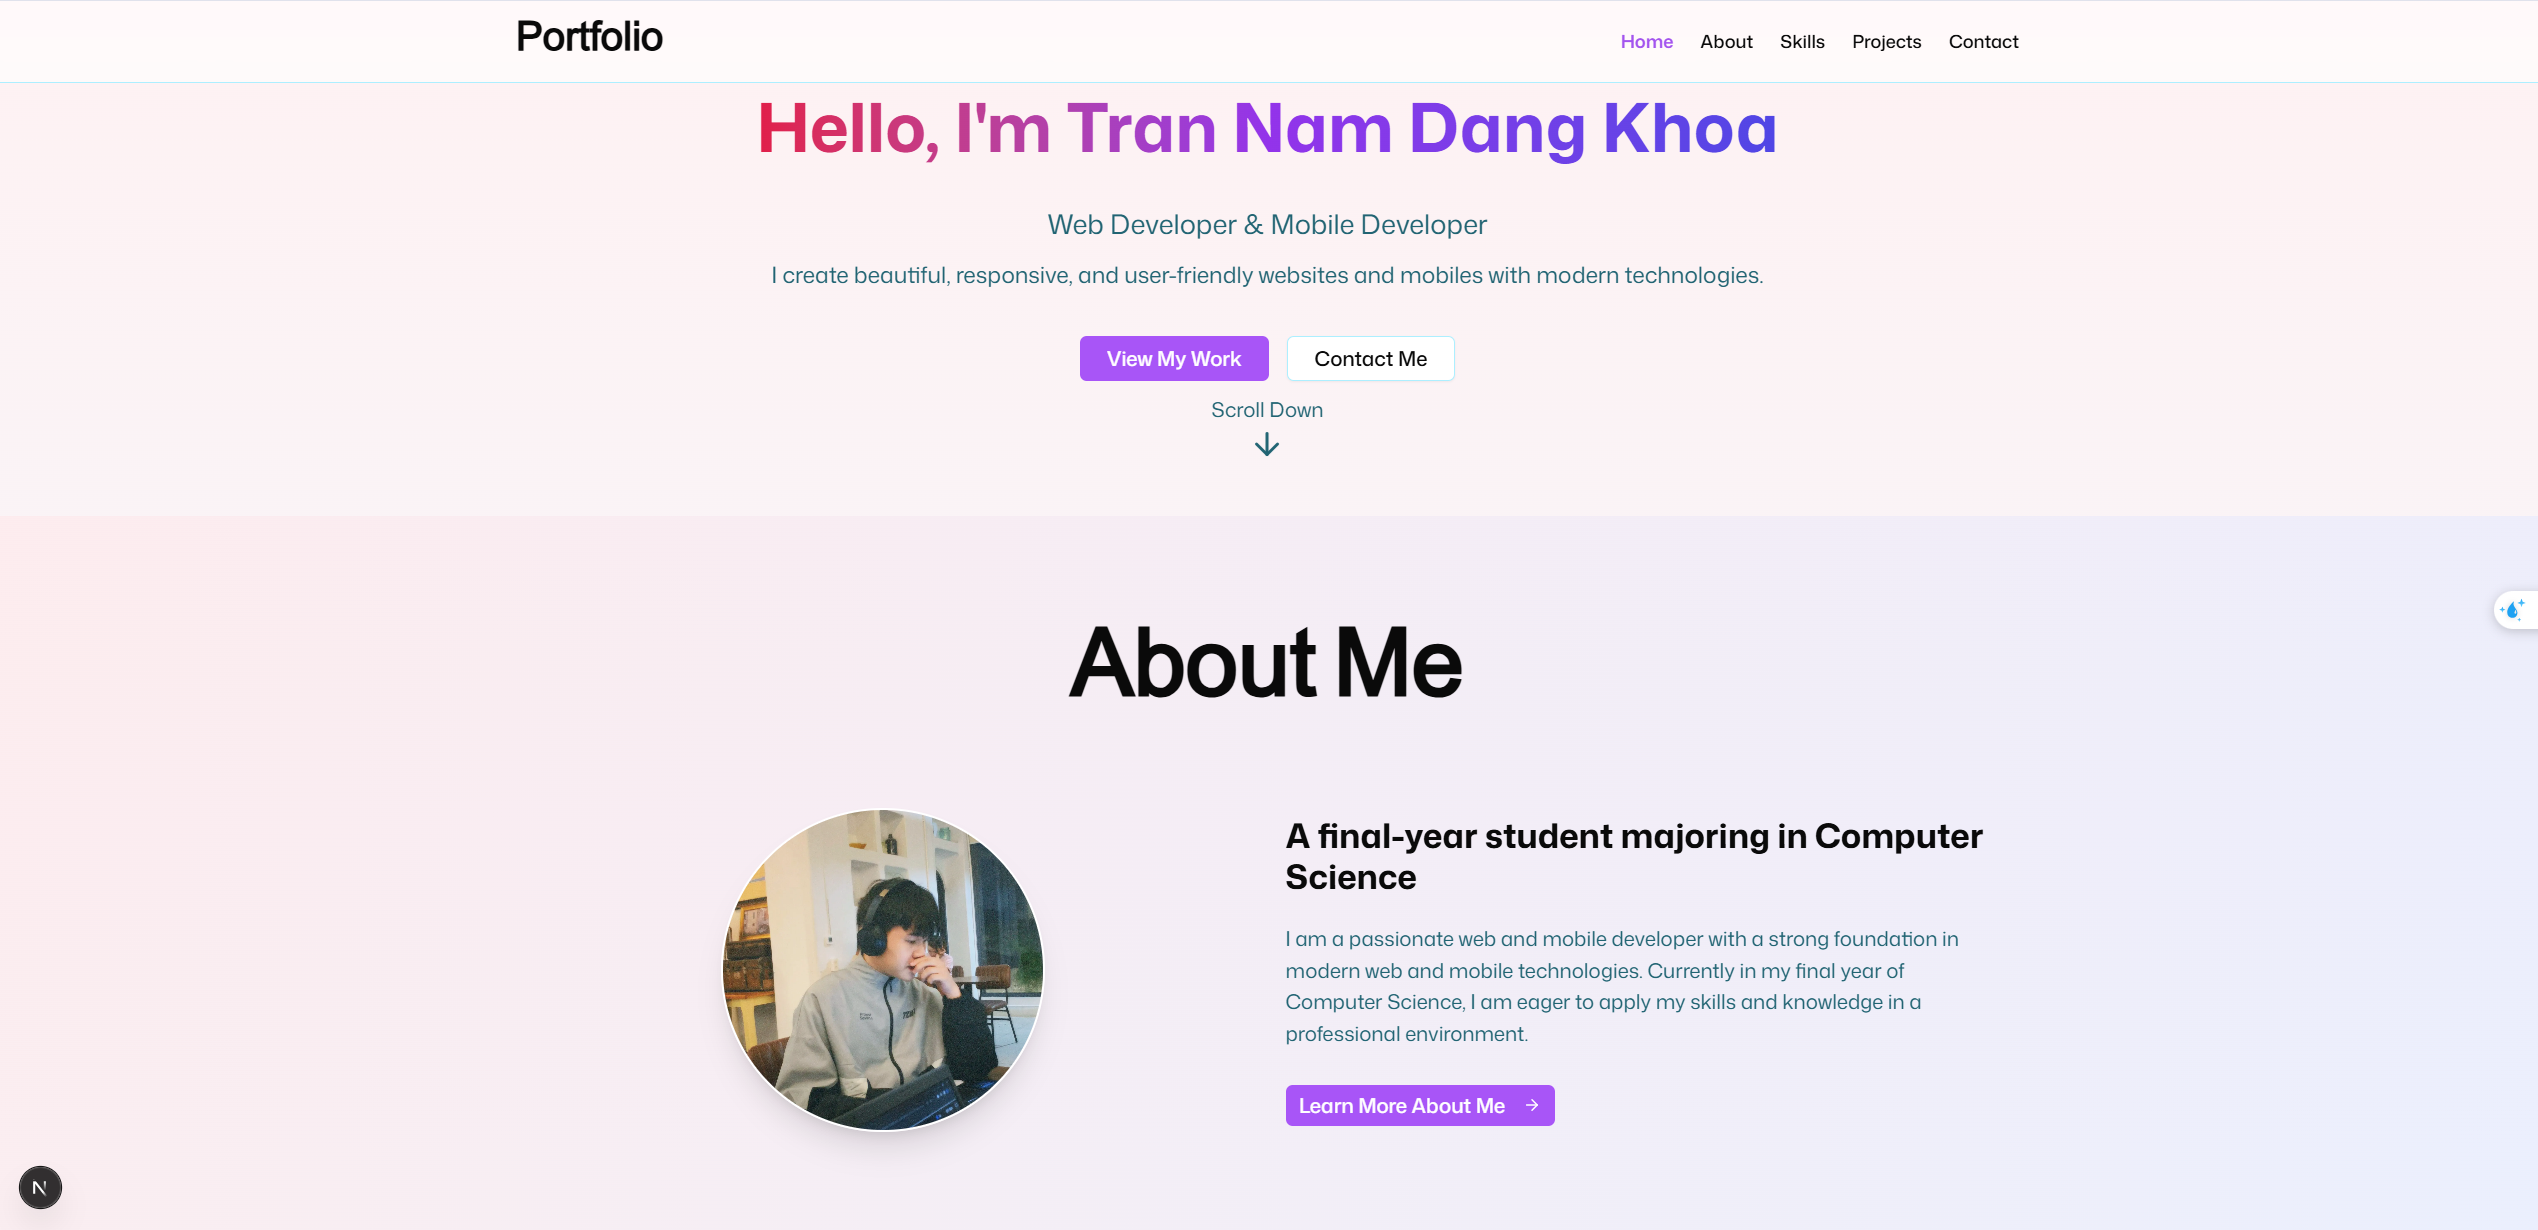 Portfolio
Home About Skills Projects Contact
Hello, I'm Tran Nam Dang Khoa
Web Developer & Mobile Developer
I create beautiful, responsive, and user-friendly websites and mobiles with modern technologies.
View My Work Contact Me
Scroll Down
About Me
A final-year student majoring in Computer
Science
I am a passionate web and mobile developer with a strong foundation in
modern web and mobile technologies. Currently in my final year of
Computer Science, I am eager to apply my skills and knowledge in a
professional environment.
Learn More About Me
N